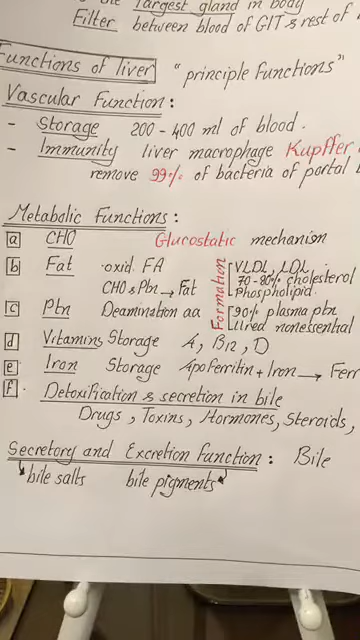 largest gland in body
Filter between blood of GIT & rest of
Functions of liver "principle functions"
Vascular Function:
- Storage 200-400 ml of blood.
- Immunity liver macrophage Kupffer
remove 99% of bacteria of portal
Metabolic Functions:
a CHO Glucostatic mechanism
b Fat oxid. FA
CHO & Ptn → Fat
Formation
VLDL, LDL
70-80% cholesterol
Phospholipid.
c Ptn Deamination aa
90% plasma ptn
nonessential
d Vitamins Storage A, B12, D
e Iron Storage Apoferritin + Iron → Ferr
f Detoxification & secretion in bile
Drugs, Toxins, Hormones, Steroids,
Secretory and Excretion Function: Bile
bile salts bile pigments